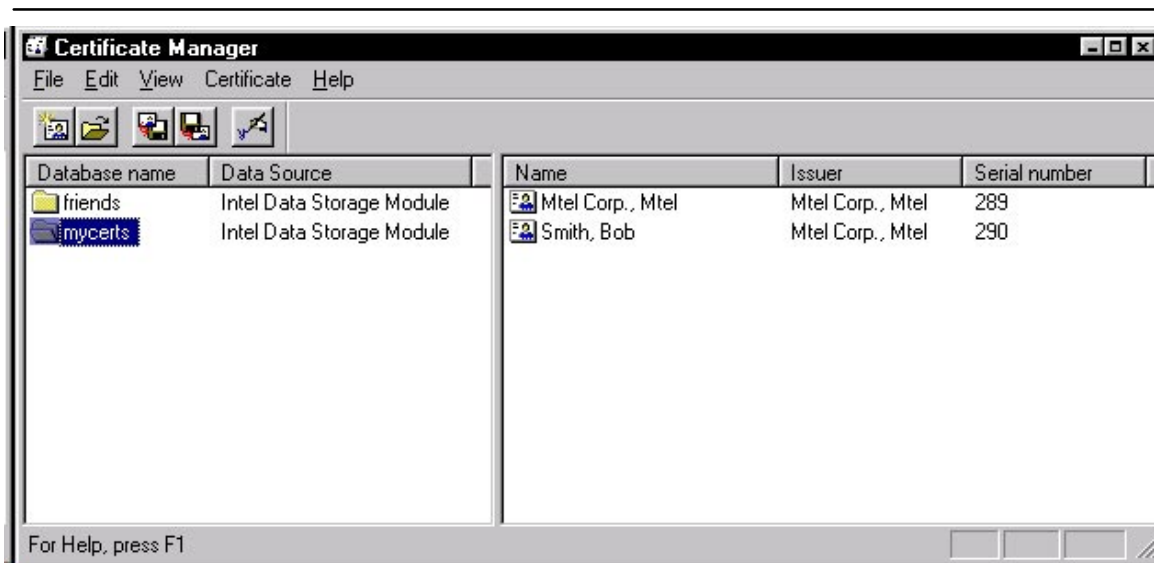 Certificate Manager
File Edit View Certificate Help
Database name Data Source
friends Intel Data Storage Module
mycerts Intel Data Storage Module
Name Issuer Serial number
Mtel Corp., Mtel Mtel Corp., Mtel 289
Smith, Bob Mtel Corp., Mtel 290
For Help, press F1